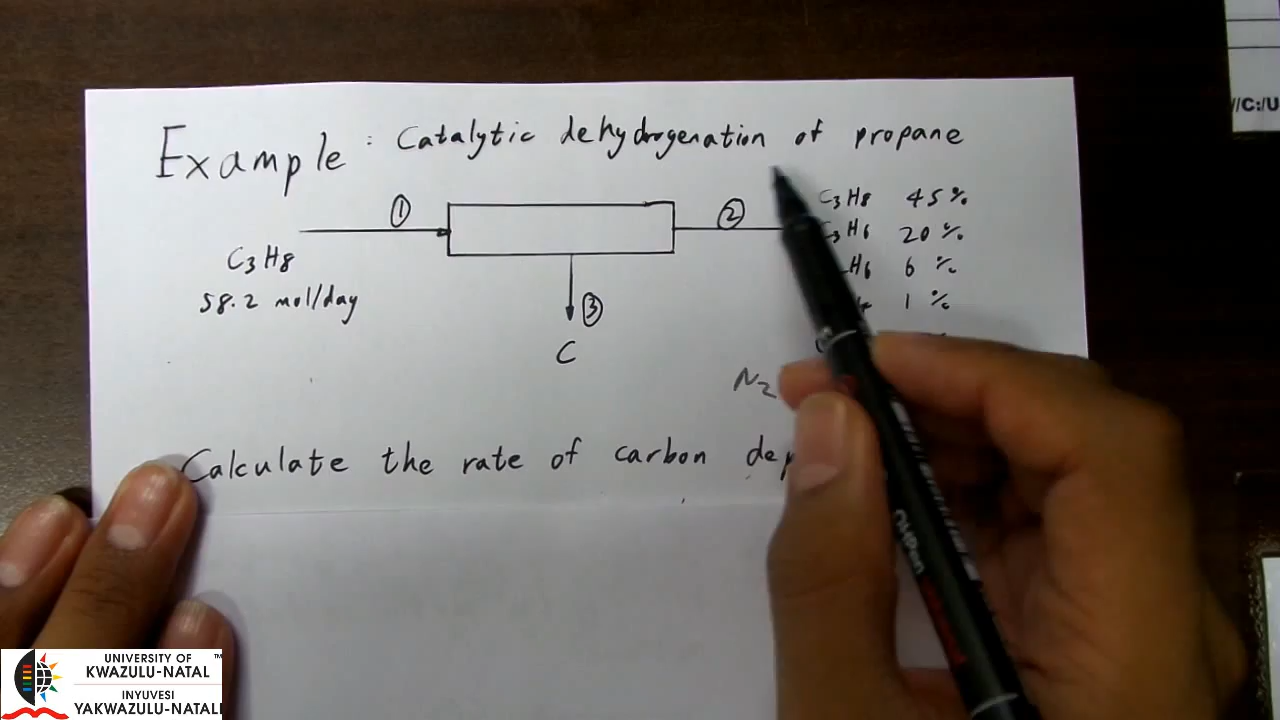 Example : Catalytic dehydrogenation of propane
① ② C3H8 45%
C3H8 H6 20%
58.2 mol/day H6 6%
③ 1%
C
N2
Calculate the rate of carbon
//C:/U
UNIVERSITY OF
KWAZULU-NATAL ™
INYUVESI
YAKWAZULU-NATALI